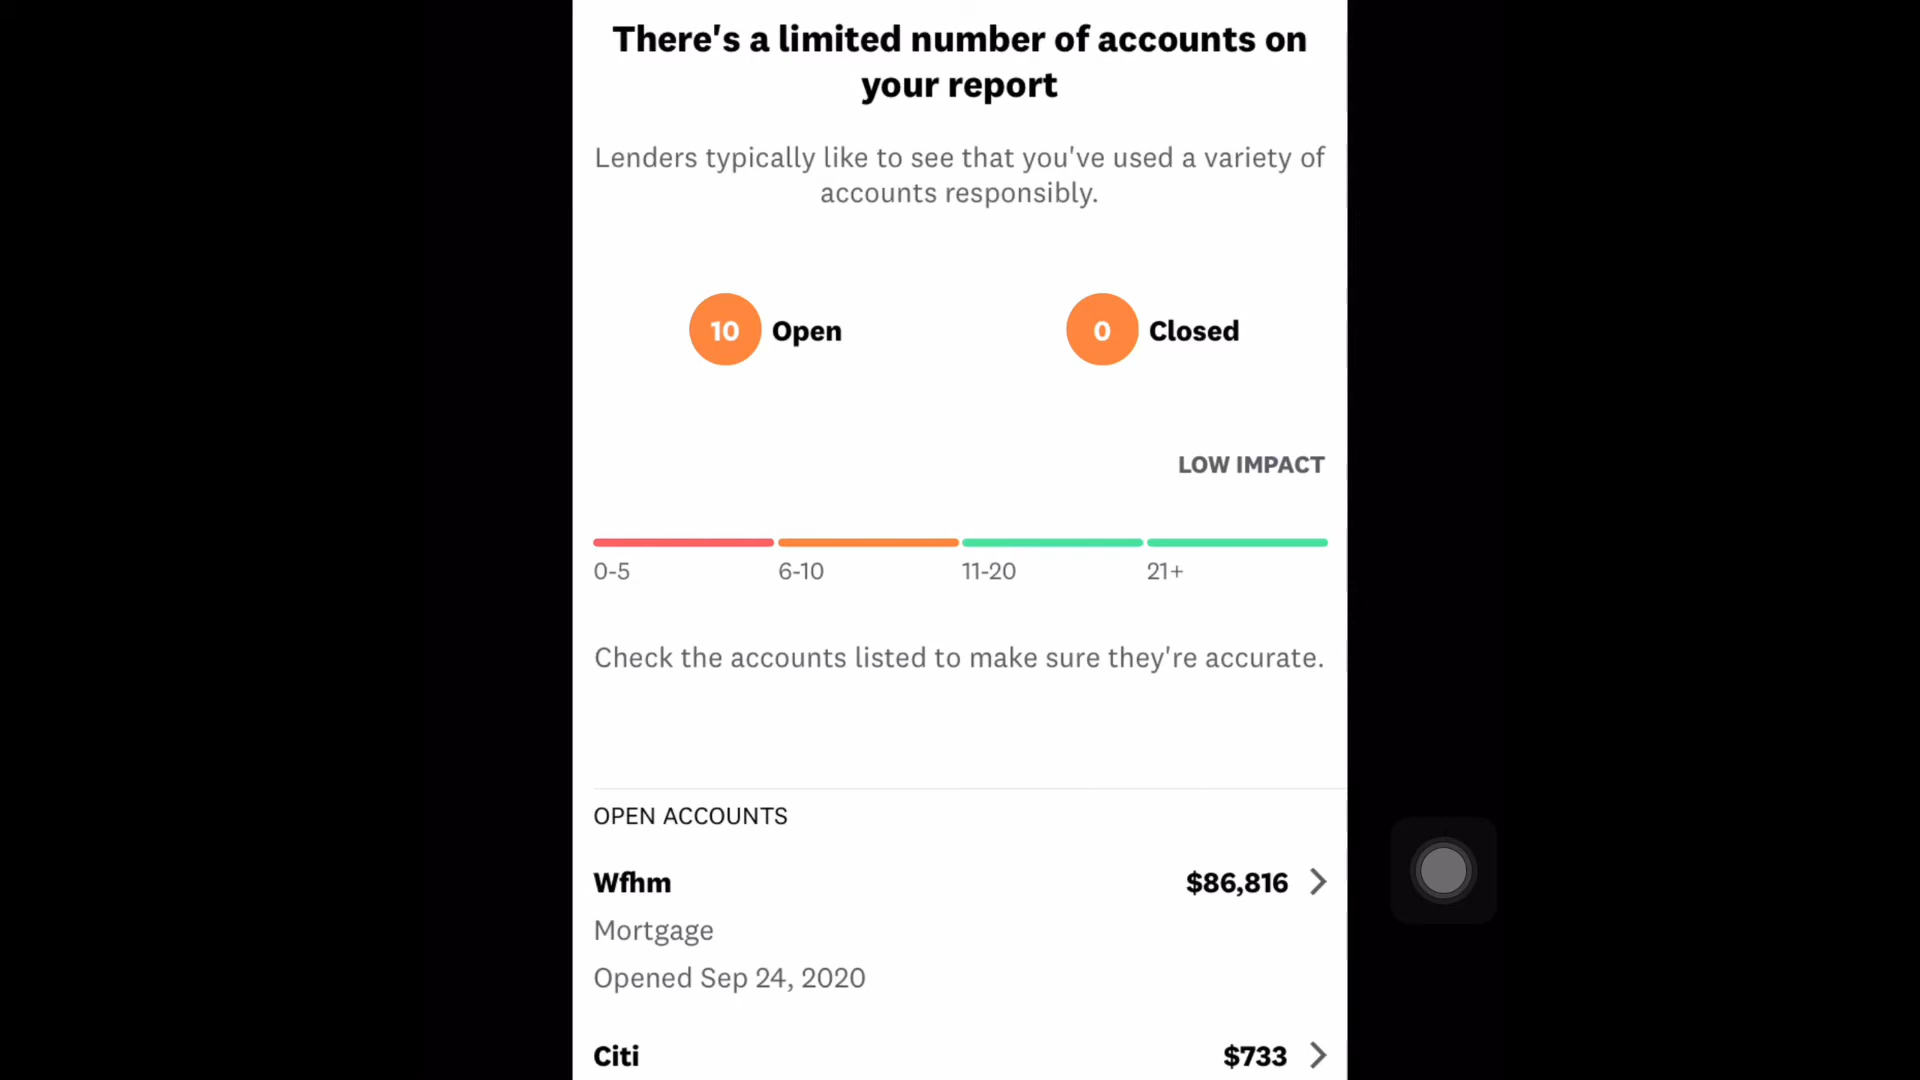 There's a limited number of accounts on
your report
Lenders typically like to see that you've used a variety of
accounts responsibly.
10 Open
0 Closed
LOW IMPACT
0-5 6-10 11-20 21+
Check the accounts listed to make sure they're accurate.
OPEN ACCOUNTS
Wfhm $86,816
Mortgage
Opened Sep 24, 2020
Citi $733